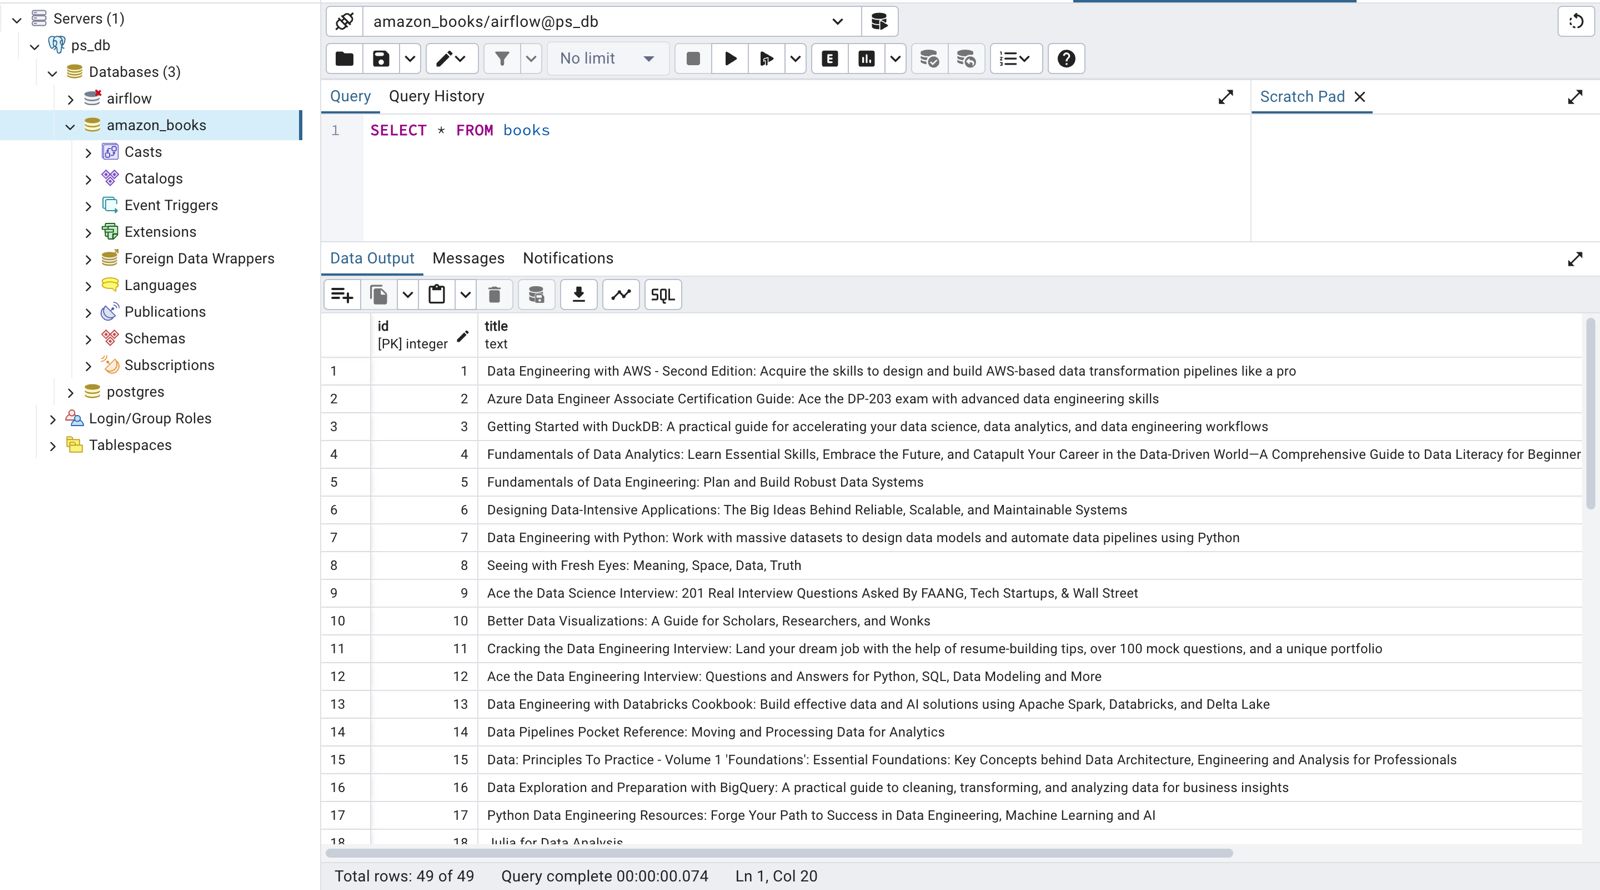 Servers (1)
ps_db
Databases (3)
airflow
amazon_books
Casts
Catalogs
Event Triggers
Extensions
Foreign Data Wrappers
Languages
Publications
Schemas
Subscriptions
postgres
Login/Group Roles
Tablespaces
amazon_books/airflow@ps_db
No limit
E
Query Query History
Scratch Pad
1 SELECT * FROM books
Data Output Messages Notifications
SQL
id title
[PK] integer text
1 1 Data Engineering with AWS - Second Edition: Acquire the skills to design and build AWS-based data transformation pipelines like a pro
2 2 Azure Data Engineer Associate Certification Guide: Ace the DP-203 exam with advanced data engineering skills
3 3 Getting Started with DuckDB: A practical guide for accelerating your data science, data analytics, and data engineering workflows
4 4 Fundamentals of Data Analytics: Learn Essential Skills, Embrace the Future, and Catapult Your Career in the Data-Driven World—A Comprehensive Guide to Data Literacy for Beginner
5 5 Fundamentals of Data Engineering: Plan and Build Robust Data Systems
6 6 Designing Data-Intensive Applications: The Big Ideas Behind Reliable, Scalable, and Maintainable Systems
7 7 Data Engineering with Python: Work with massive datasets to design data models and automate data pipelines using Python
8 8 Seeing with Fresh Eyes: Meaning, Space, Data, Truth
9 9 Ace the Data Science Interview: 201 Real Interview Questions Asked By FAANG, Tech Startups, & Wall Street
10 10 Better Data Visualizations: A Guide for Scholars, Researchers, and Wonks
11 11 Cracking the Data Engineering Interview: Land your dream job with the help of resume-building tips, over 100 mock questions, and a unique portfolio
12 12 Ace the Data Engineering Interview: Questions and Answers for Python, SQL, Data Modeling and More
13 13 Data Engineering with Databricks Cookbook: Build effective data and AI solutions using Apache Spark, Databricks, and Delta Lake
14 14 Data Pipelines Pocket Reference: Moving and Processing Data for Analytics
15 15 Data: Principles To Practice - Volume 1 'Foundations': Essential Foundations: Key Concepts behind Data Architecture, Engineering and Analysis for Professionals
16 16 Data Exploration and Preparation with BigQuery: A practical guide to cleaning, transforming, and analyzing data for business insights
17 17 Python Data Engineering Resources: Forge Your Path to Success in Data Engineering, Machine Learning and AI
18 18 Julia for Data Analysis
Total rows: 49 of 49 Query complete 00:00:00.074 Ln 1, Col 20